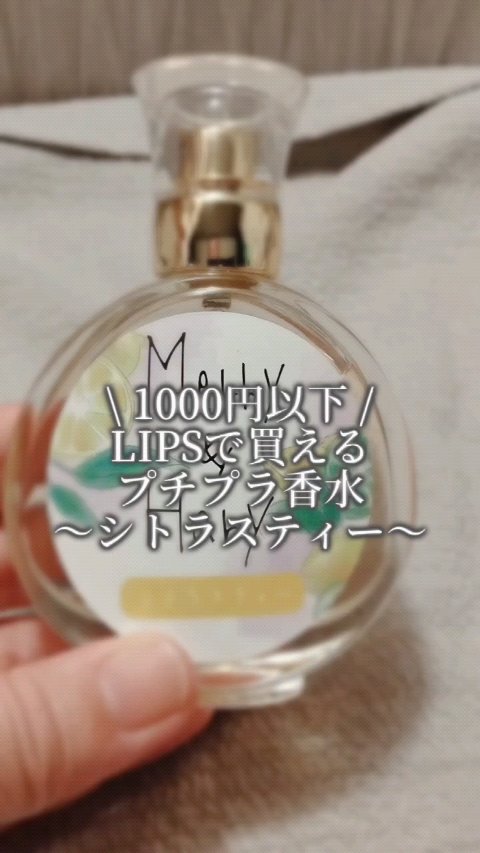 Molly
\ 1000円以下 /
LIPSで買える
プチプラ香水
～シトラスティー～